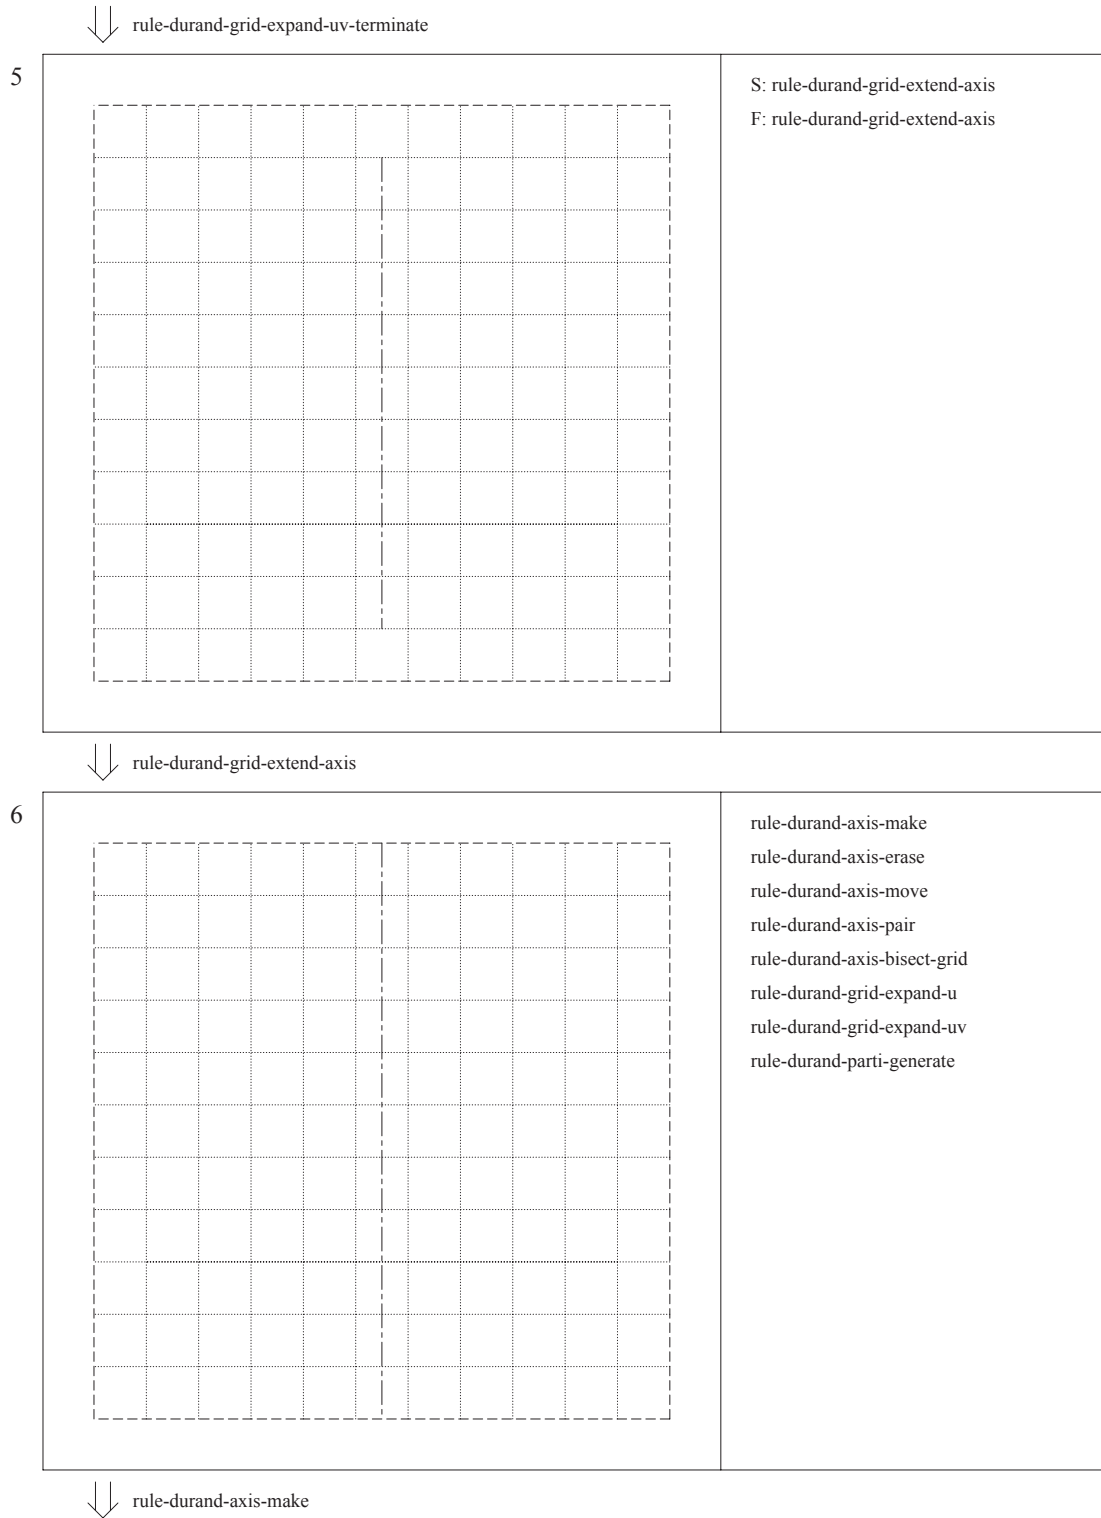 rule-durand-grid-expand-uv-terminate
5
S: rule-durand-grid-extend-axis
F: rule-durand-grid-extend-axis
rule-durand-grid-extend-axis
6
rule-durand-axis-make
rule-durand-axis-erase
rule-durand-axis-move
rule-durand-axis-pair
rule-durand-axis-bisect-grid
rule-durand-grid-expand-u
rule-durand-grid-expand-uv
rule-durand-parti-generate
rule-durand-axis-make